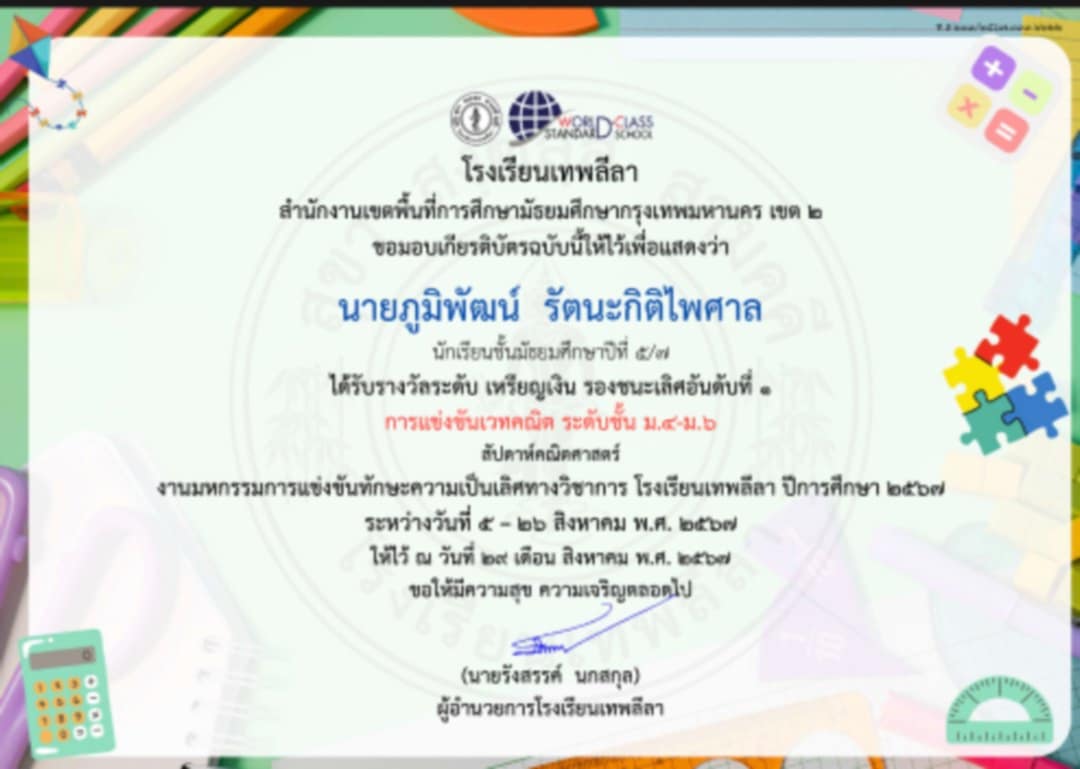 WORLD-CLASS
STANDARD SCHOOL
โรงเรียนเทพลีลา
สำนักงานเขตพื้นที่การศึกษามัธยมศึกษากรุงเทพมหานคร เขต ๒
ขอมอบเกียรติบัตรฉบับนี้ให้ไว้เพื่อแสดงว่า
นายภูมิพัฒน์ รัตนะกิติไพศาล
นักเรียนชั้นมัธยมศึกษาปีที่ ๕/๗
ได้รับรางวัลระดับ เหรียญเงิน รองชนะเลิศอันดับที่ ๑
การแข่งขันเวทคณิต ระดับชั้น ม.๔-ม.๖
สัปดาห์คณิตศาสตร์
งานมหกรรมการแข่งขันทักษะความเป็นเลิศทางวิชาการ โรงเรียนเทพลีลา ปีการศึกษา ๒๕๖๗
ระหว่างวันที่ ๕ – ๒๖ สิงหาคม พ.ศ. ๒๕๖๗
ให้ไว้ ณ วันที่ ๒๙ เดือน สิงหาคม พ.ศ. ๒๕๖๗
ขอให้มีความสุข ความเจริญตลอดไป
(นายรังสรรค์ นกสกุล)
ผู้อำนวยการโรงเรียนเทพลีลา